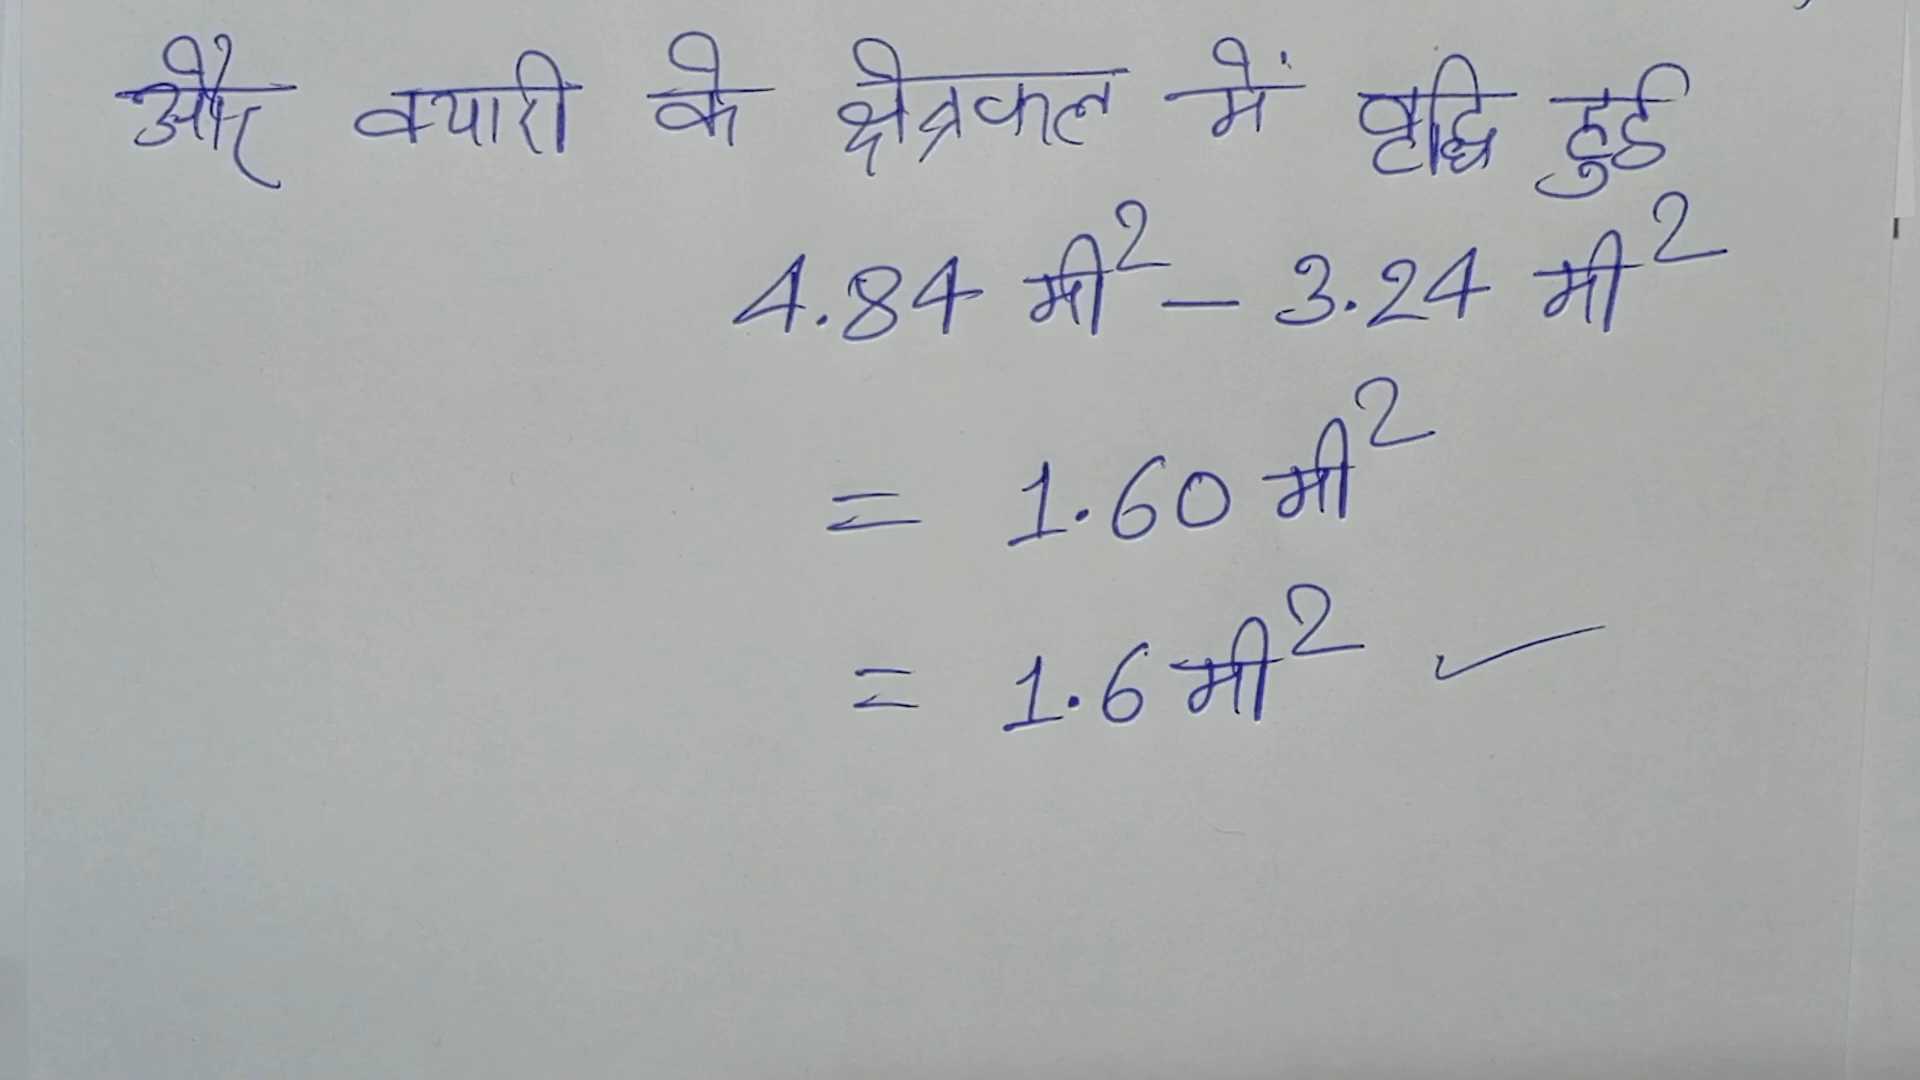 और क्यारी के क्षेत्रफल में वृद्धि हुई
4.84 मी² – 3.24 मी²
= 1.60 मी²
= 1.6 मी² ✓